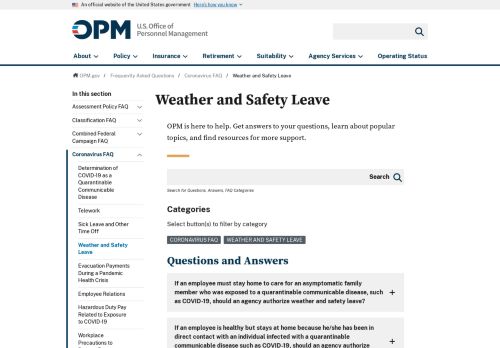 An official website of the United States government Here's how you know
OPM U.S. Office of
Personnel Management
About Policy Insurance Retirement Suitability Agency Services Operating Status
OPM.gov / Frequently Asked Questions / Coronavirus FAQ / Weather and Safety Leave
In this section
Assessment Policy FAQ
Classification FAQ
Combined Federal
Campaign FAQ
Coronavirus FAQ
Determination of
COVID-19 as a
Quarantinable
Communicable
Disease
Telework
Sick Leave and Other
Time Off
Weather and Safety
Leave
Evacuation Payments
During a Pandemic
Health Crisis
Employee Relations
Hazardous Duty Pay
Related to Exposure
to COVID-19
Workplace
Precautions to
Weather and Safety Leave
OPM is here to help. Get answers to your questions, learn about popular
topics, and find resources for more support.
Search
Search for Questions, Answers, FAQ Categories
Categories
Select button(s) to filter by category
CORONAVIRUS FAQ WEATHER AND SAFETY LEAVE
Questions and Answers
If an employee must stay home to care for an asymptomatic family
member who was exposed to a quarantinable communicable disease, such
as COVID-19, should an agency authorize weather and safety leave?
If an employee is healthy but stays at home because he/she has been in
direct contact with an individual infected with a quarantinable
communicable disease such as COVID-19, should an agency authorize